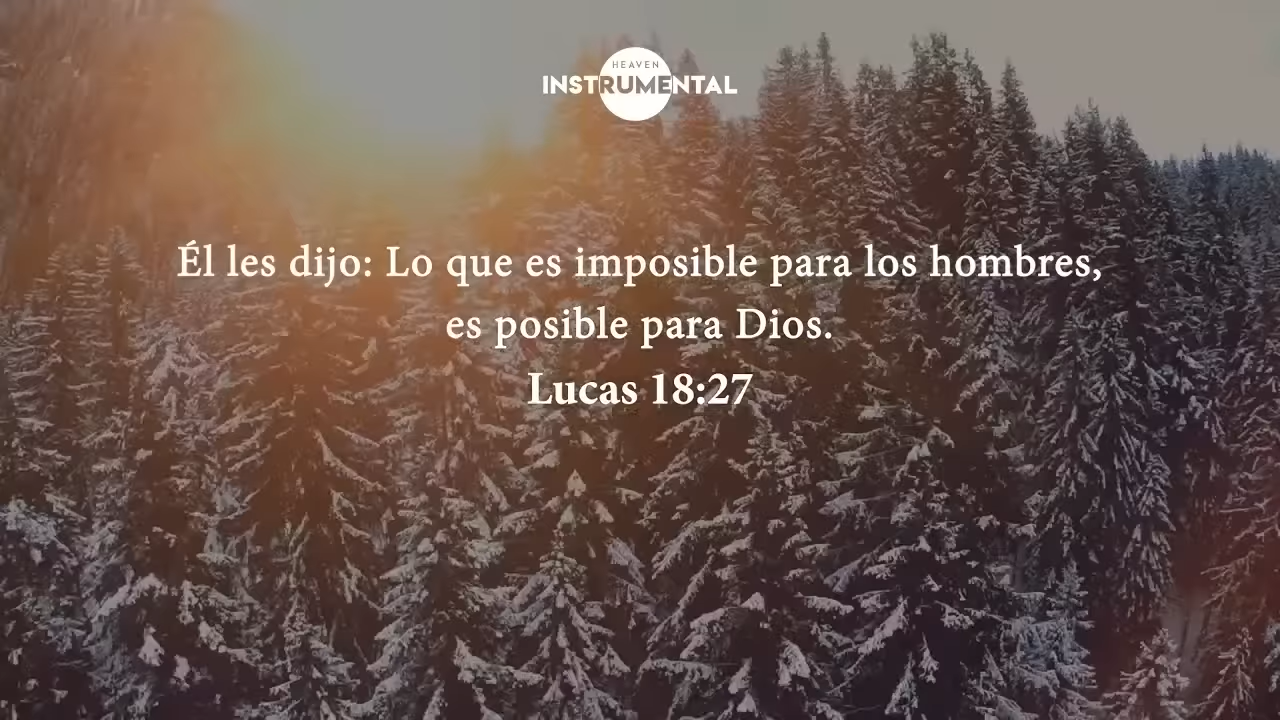 HEAVEN
INSTRUMENTAL
Él les dijo: Lo que es imposible para los hombres,
es posible para Dios.
Lucas 18:27